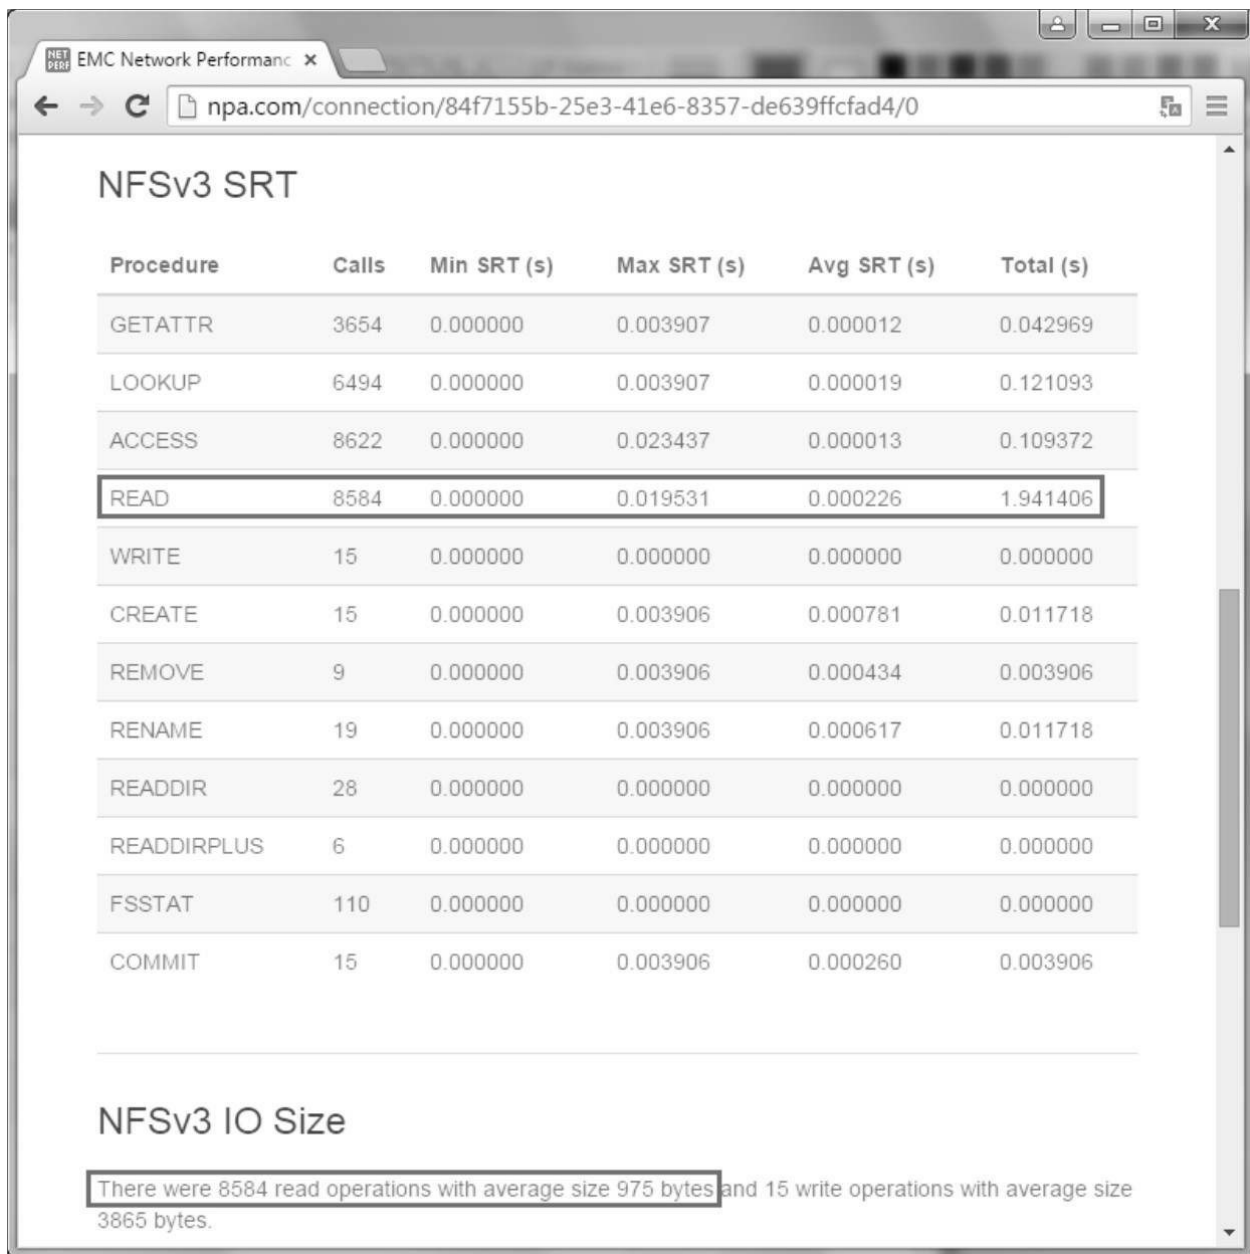 NET PERF EMC Network Performanc
npa.com/connection/84f7155b-25e3-41e6-8357-de639ffcfad4/0
NFSv3 SRT
Procedure Calls Min SRT (s) Max SRT (s) Avg SRT (s) Total (s)
GETATTR 3654 0.000000 0.003907 0.000012 0.042969
LOOKUP 6494 0.000000 0.003907 0.000019 0.121093
ACCESS 8622 0.000000 0.023437 0.000013 0.109372
READ 8584 0.000000 0.019531 0.000226 1.941406
WRITE 15 0.000000 0.000000 0.000000 0.000000
CREATE 15 0.000000 0.003906 0.000781 0.011718
REMOVE 9 0.000000 0.003906 0.000434 0.003906
RENAME 19 0.000000 0.003906 0.000617 0.011718
READDIR 28 0.000000 0.000000 0.000000 0.000000
READDIRPLUS 6 0.000000 0.000000 0.000000 0.000000
FSSTAT 110 0.000000 0.000000 0.000000 0.000000
COMMIT 15 0.000000 0.003906 0.000260 0.003906
NFSv3 IO Size
There were 8584 read operations with average size 975 bytes and 15 write operations with average size
3865 bytes.